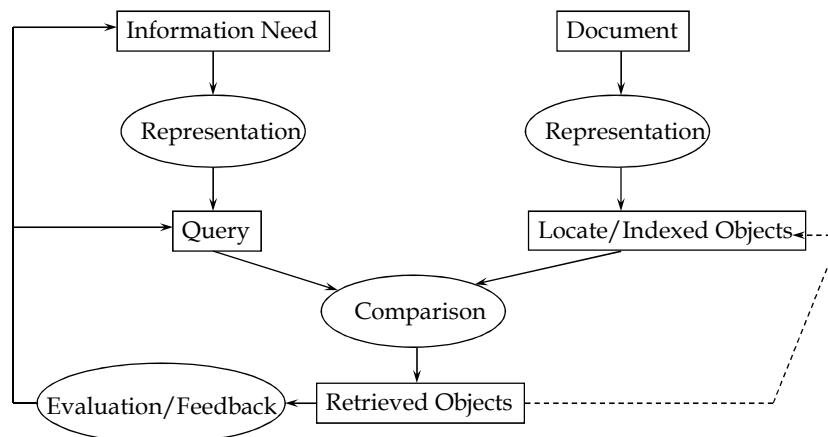 Information Need
Document
Representation
Representation
Query
Locate/Indexed Objects
Comparison
Evaluation/Feedback
Retrieved Objects